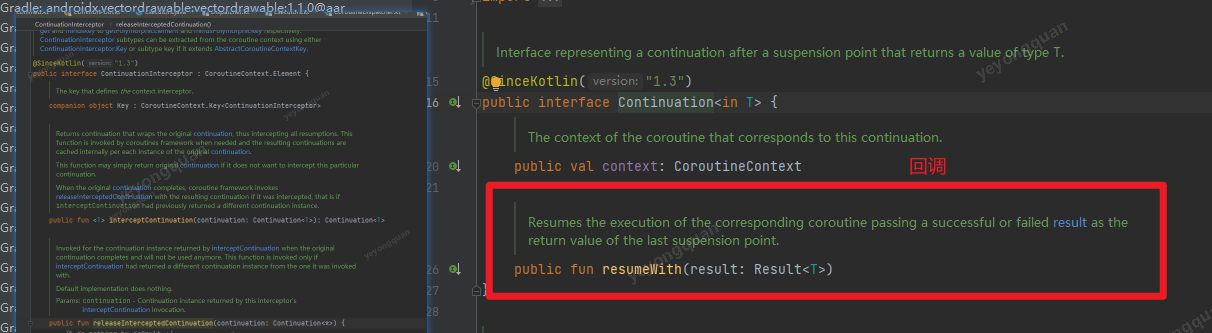 Gradle: androidx.vectordrawable:vectordrawable:1.1.0@aar
ContinuationInterceptor
releaseInterceptedContinuation()
ContinuationInterceptor subtypes can be extracted from the coroutine context using either
ContinuationInterceptor.Key or subtype key if it extends AbstractCoroutineContextKey.
@SinceKotlin( version: "1.3")
public interface ContinuationInterceptor : CoroutineContext.Element {
The key that defines the context interceptor.
companion object Key : CoroutineContext.Key<ContinuationInterceptor>
Returns continuation that wraps the original continuation, thus intercepting all resumptions. This
function is invoked by coroutines framework when needed and the resulting continuations are
cached internally per each instance of the original continuation.
This function may simply return original continuation if it does not want to intercept this particular
continuation.
When the original continuation completes, coroutine framework invokes
releaseInterceptedContinuation with the resulting continuation if it was intercepted, that is if
interceptContinuation had previously returned a different continuation instance.
public fun <T> interceptContinuation(continuation: Continuation<T>): Continuation<T>
Invoked for the continuation instance returned by interceptContinuation when the original
continuation completes and will not be used anymore. This function is invoked only if
interceptContinuation had returned a different continuation instance from the one it was invoked
with.
Default implementation does nothing.
Params: continuation - Continuation instance returned by this interceptor's
interceptContinuation invocation.
public fun releaseInterceptedContinuation(continuation: Continuation<*>) {
import ...
11
Interface representing a continuation after a suspension point that returns a value of type T.
15 @SinceKotlin( version: "1.3")
16 public interface Continuation<in T> {
The context of the coroutine that corresponds to this continuation.
20 public val context: CoroutineContext
回调
21
Resumes the execution of the corresponding coroutine passing a successful or failed result as the
return value of the last suspension point.
26 public fun resumeWith(result: Result<T>)
27 }
28
yeyongquan
yeyongquan
yeyongquan
yeyongquan
yeyongquan